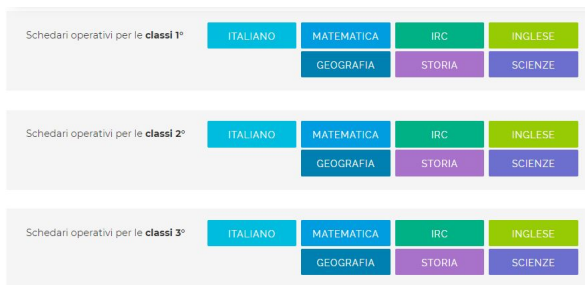 Schedari operativi per le classi 1° ITALIANO MATEMATICA IRC INGLESE
GEOGRAFIA STORIA SCIENZE
Schedari operativi per le classi 2° ITALIANO MATEMATICA IRC INGLESE
GEOGRAFIA STORIA SCIENZE
Schedari operativi per le classi 3° ITALIANO MATEMATICA IRC INGLESE
GEOGRAFIA STORIA SCIENZE